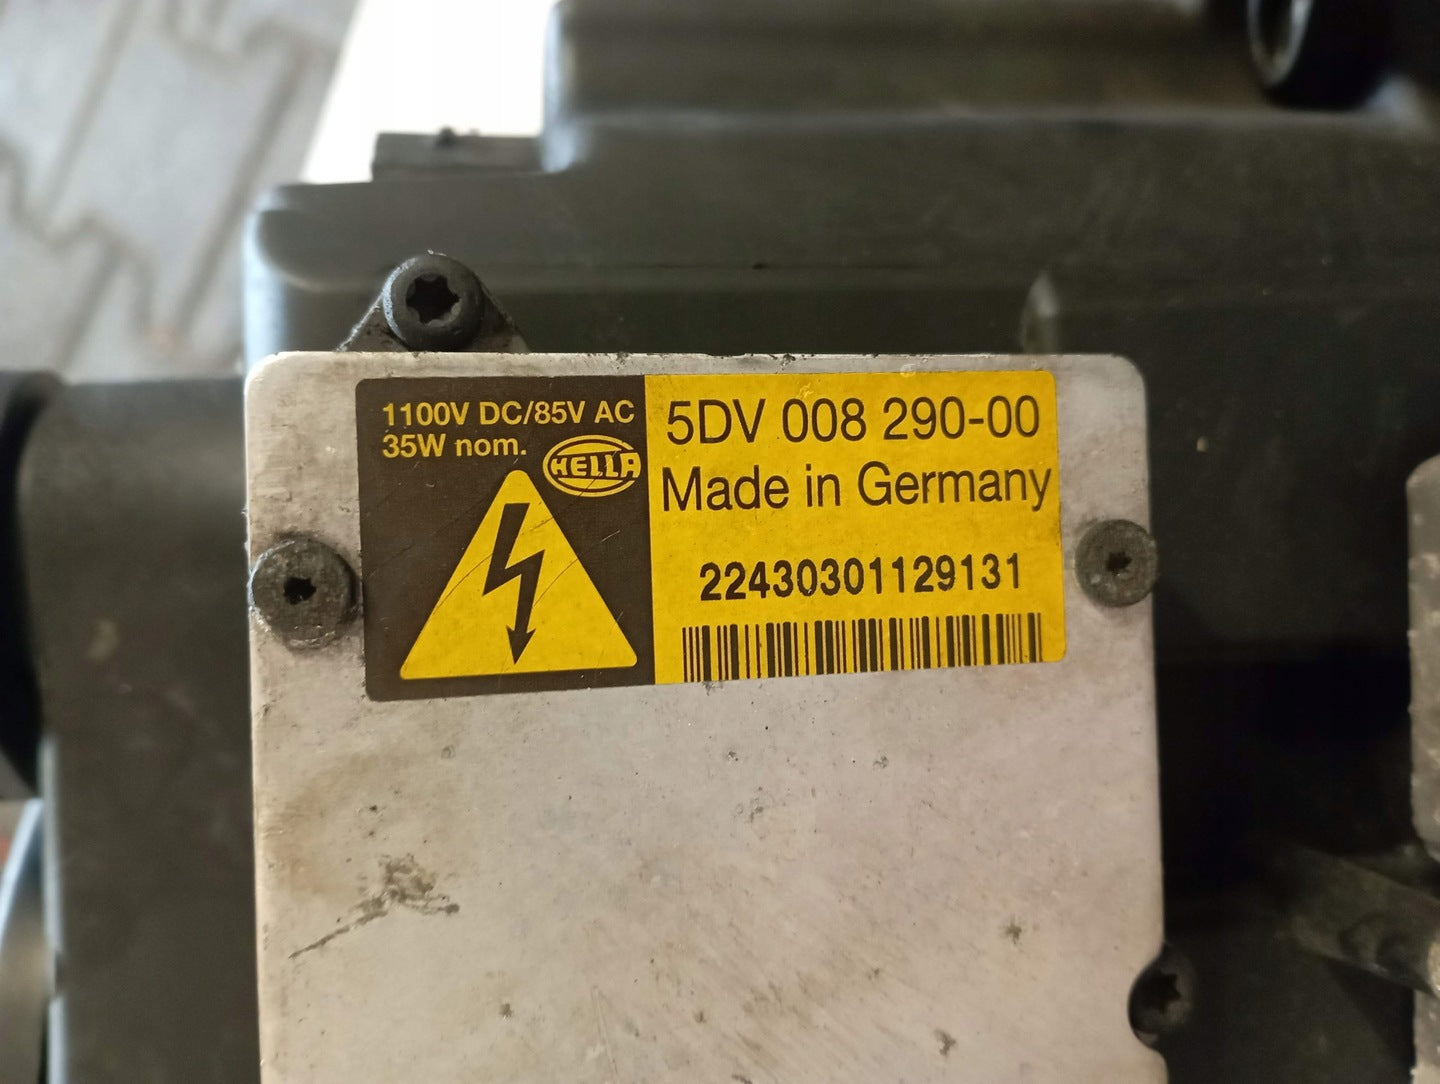 1100V DC/85V AC
35W nom.
HELLA
5DV 008 290-00
Made in Germany
22430301129131